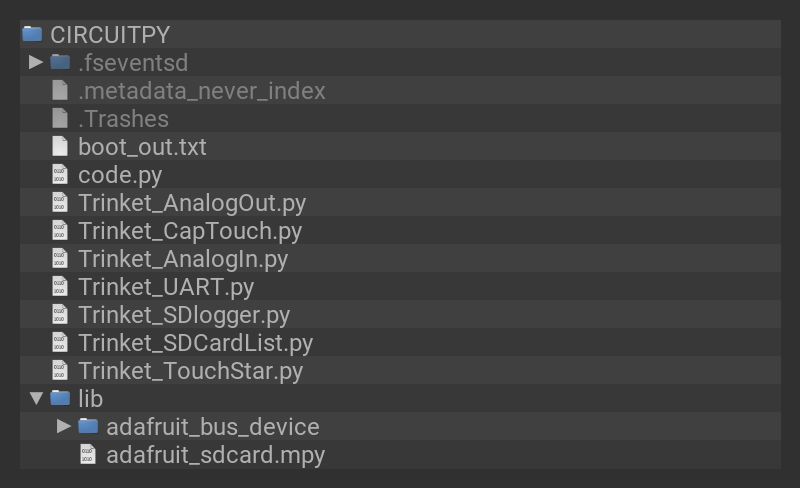 CIRCUITPY
.fseventsd
.metadata_never_index
.Trashes
boot_out.txt
code.py
Trinket_AnalogOut.py
Trinket_CapTouch.py
Trinket_AnalogIn.py
Trinket_UART.py
Trinket_SDlogger.py
Trinket_SDCardList.py
Trinket_TouchStar.py
lib
adafruit_bus_device
adafruit_sdcard.mpy